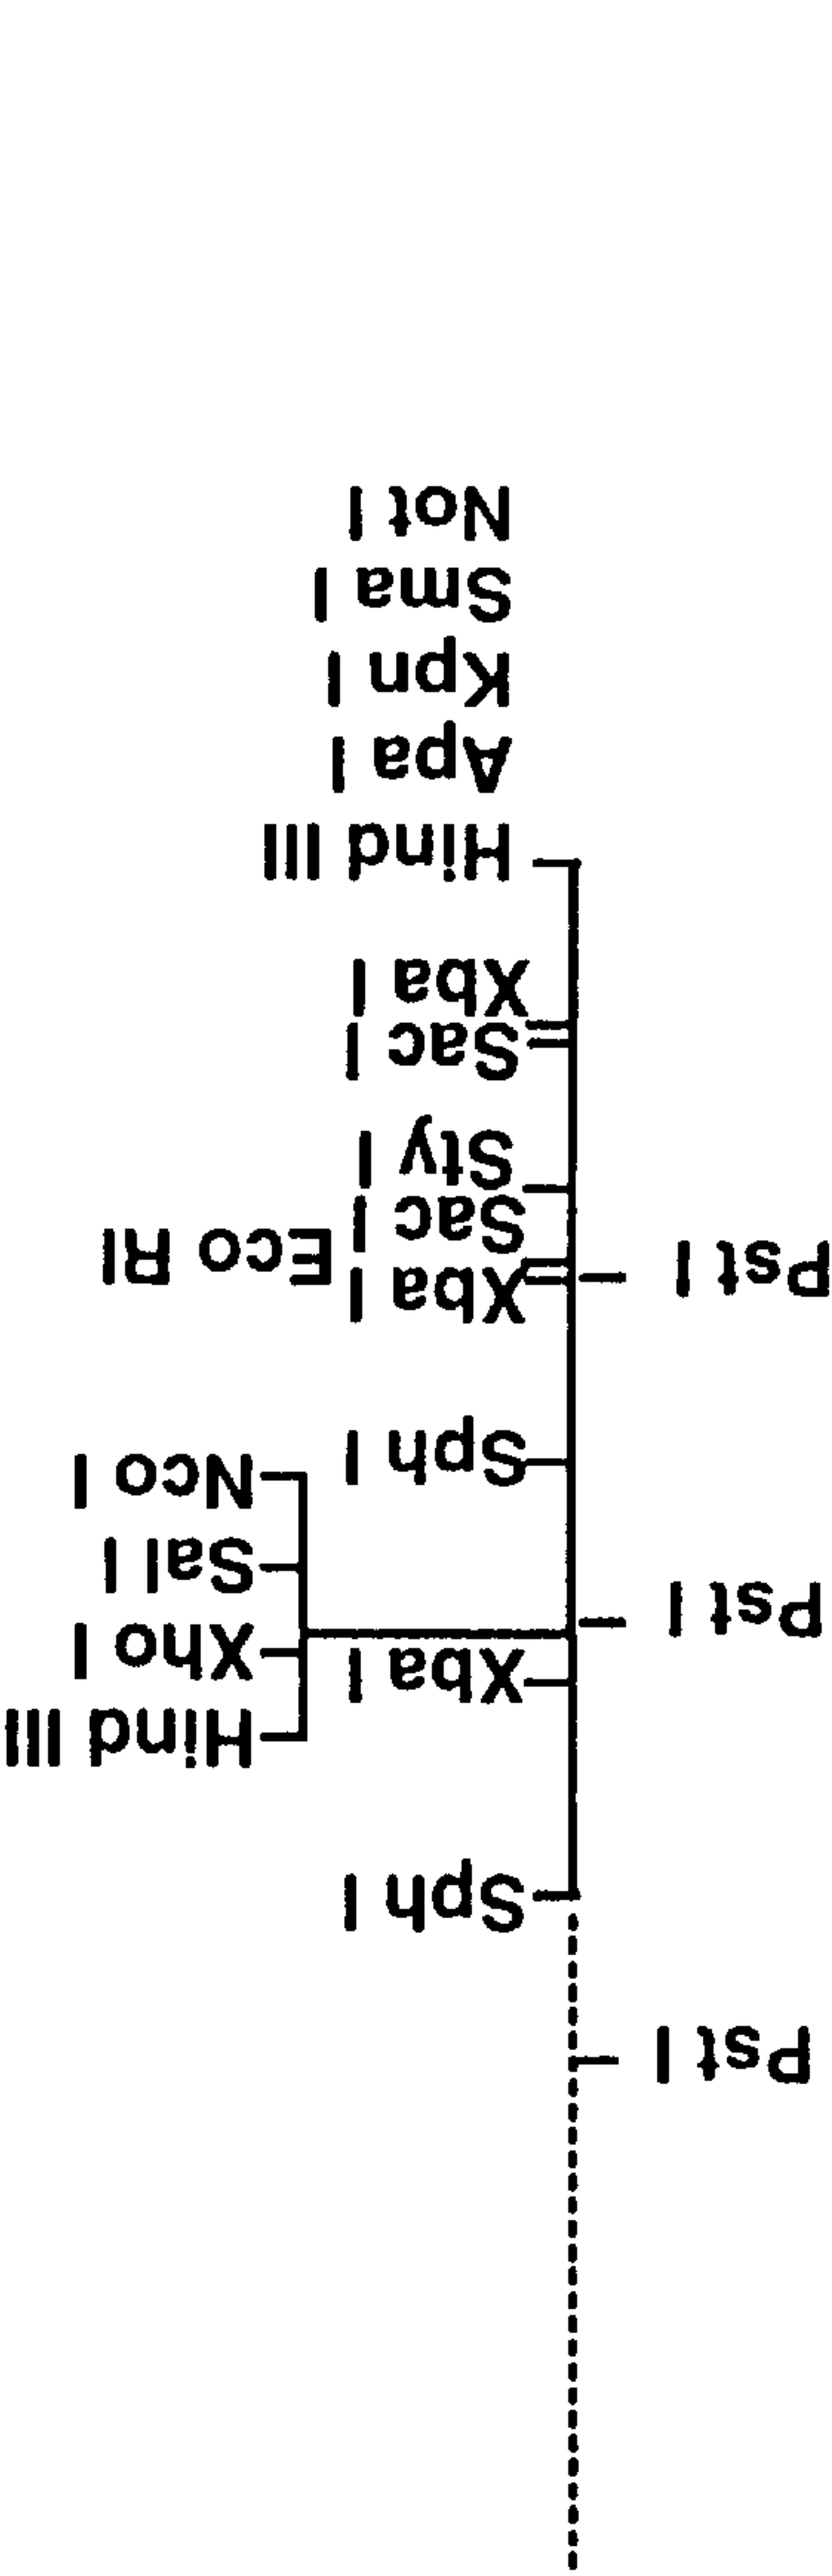 Pst I
Sph I
Hind III
Xba I
Xho I
Pst I
Sal I
Nco I
Sph I
Xba I
Pst I
Eco RI
Sac I
Sty I
Sac I
Xba I
Hind III
Apa I
Kpn I
Sma I
Not I